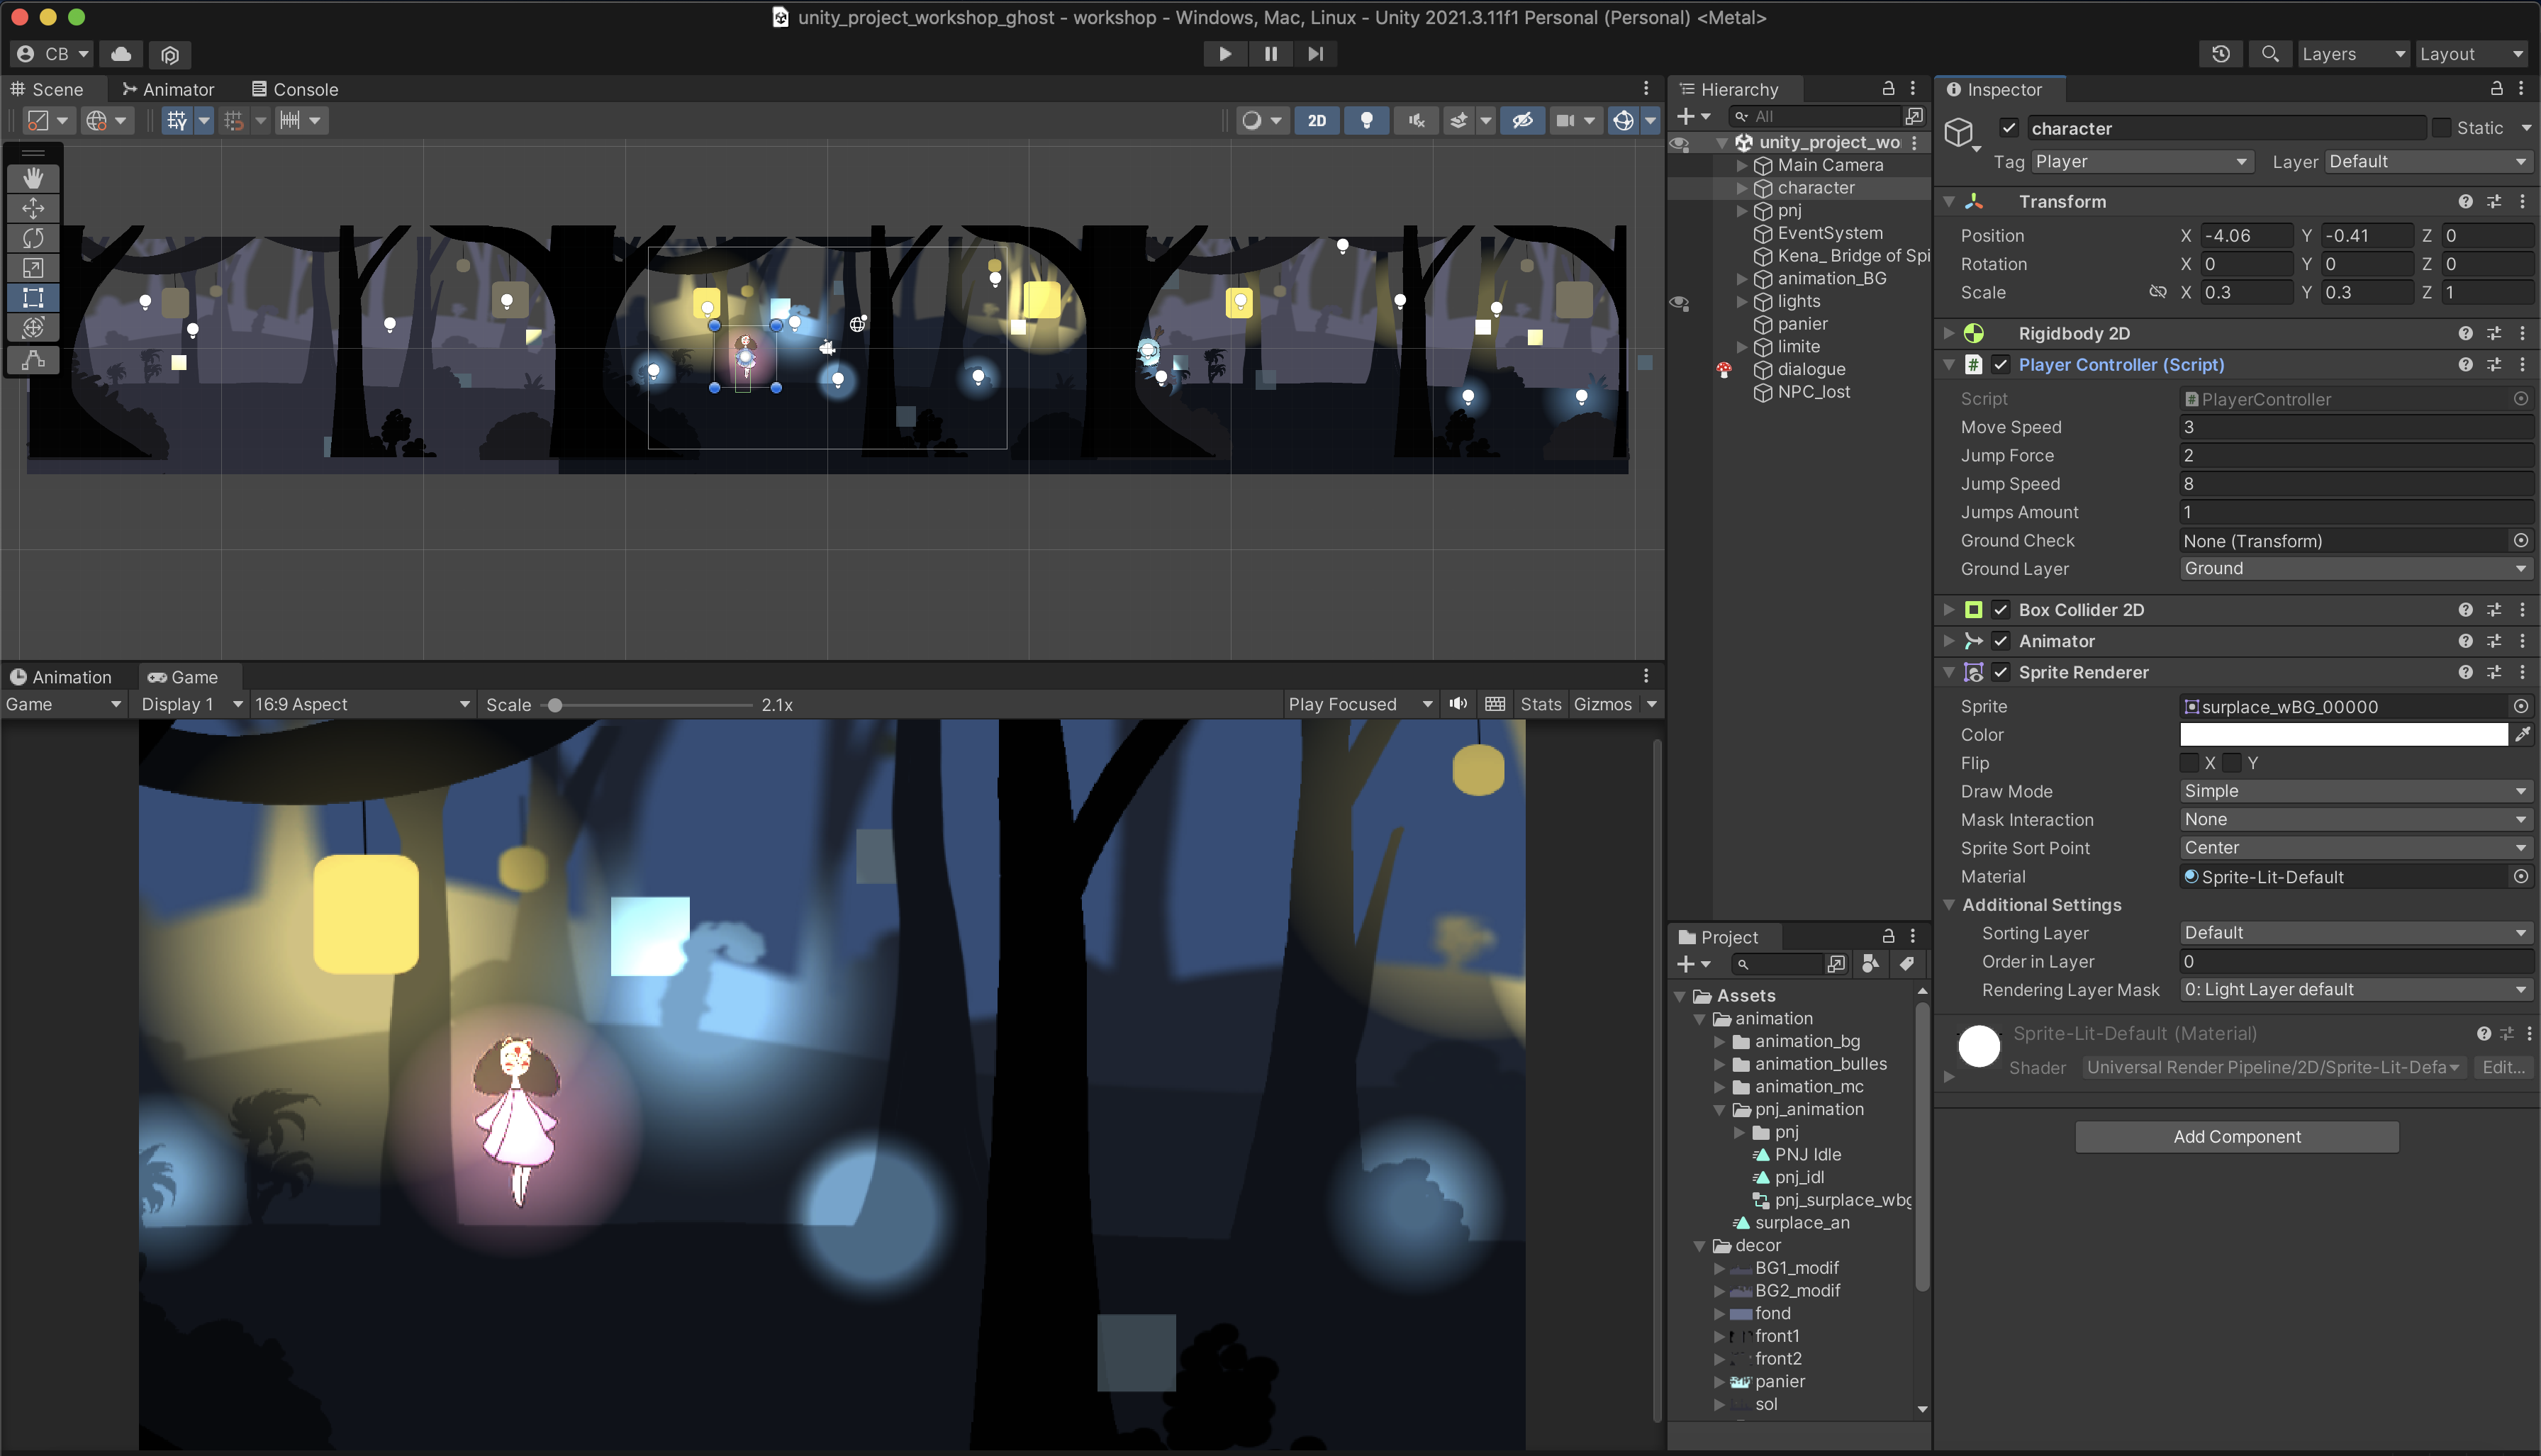 unity_project_workshop_ghost - workshop - Windows, Mac, Linux - Unity 2021.3.11f1 Personal (Personal) <Metal>
CB
Layers
Layout
Scene
Animator
Console
2D
Animation
Game
Game
Display 1
16:9 Aspect
Scale
2.1x
Play Focused
Stats
Gizmos
Hierarchy
All
unity_project_wo
Main Camera
character
pnj
EventSystem
Kena_ Bridge of Spi
animation_BG
lights
panier
limite
dialogue
NPC_lost
Project
Assets
animation
animation_bg
animation_bulles
animation_mc
pnj_animation
pnj
PNJ Idle
pnj_idl
pnj_surplace_wbg
surplace_an
decor
BG1_modif
BG2_modif
fond
front1
front2
panier
sol
Inspector
character
Static
Tag Player Layer Default
Transform
Position X -4.06 Y -0.41 Z 0
Rotation X 0 Y 0 Z 0
Scale X 0.3 Y 0.3 Z 1
Rigidbody 2D
Player Controller (Script)
Script PlayerController
Move Speed 3
Jump Force 2
Jump Speed 8
Jumps Amount 1
Ground Check None (Transform)
Ground Layer Ground
Box Collider 2D
Animator
Sprite Renderer
Sprite surplace_wBG_00000
Color
Flip X Y
Draw Mode Simple
Mask Interaction None
Sprite Sort Point Center
Material Sprite-Lit-Default
Additional Settings
Sorting Layer Default
Order in Layer 0
Rendering Layer Mask 0: Light Layer default
Sprite-Lit-Default (Material)
Shader Universal Render Pipeline/2D/Sprite-Lit-Defa Edit...
Add Component